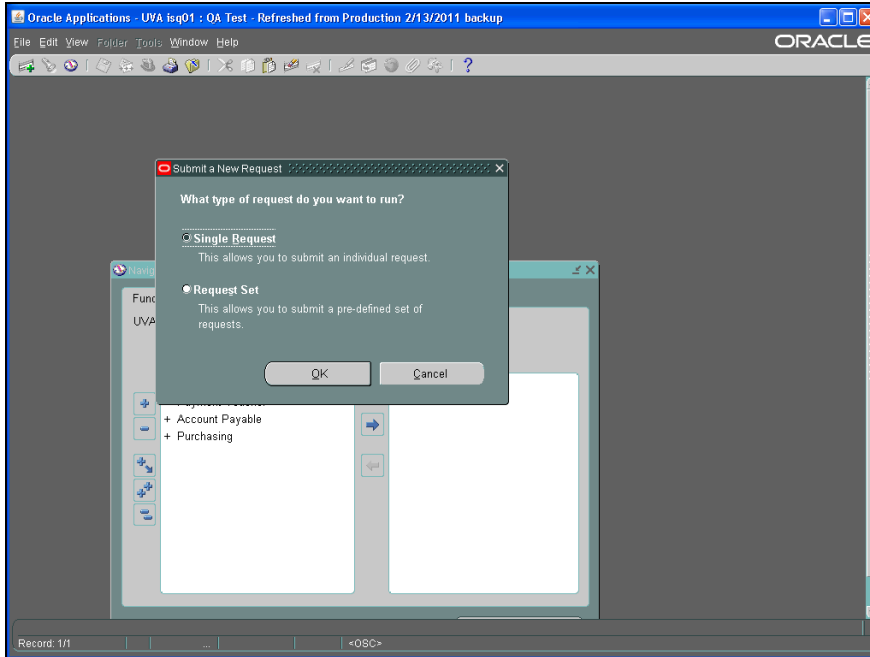 Oracle Applications - UVA isq01 : QA Test - Refreshed from Production 2/13/2011 backup
File Edit View Folder Tools Window Help
ORACLE
Submit a New Request
What type of request do you want to run?
Single Request
This allows you to submit an individual request.
Request Set
This allows you to submit a pre-defined set of
requests.
OK Cancel
Navig
Func
UVA
+ Account Payable
+ Purchasing
Record: 1/1 ... <OSC>